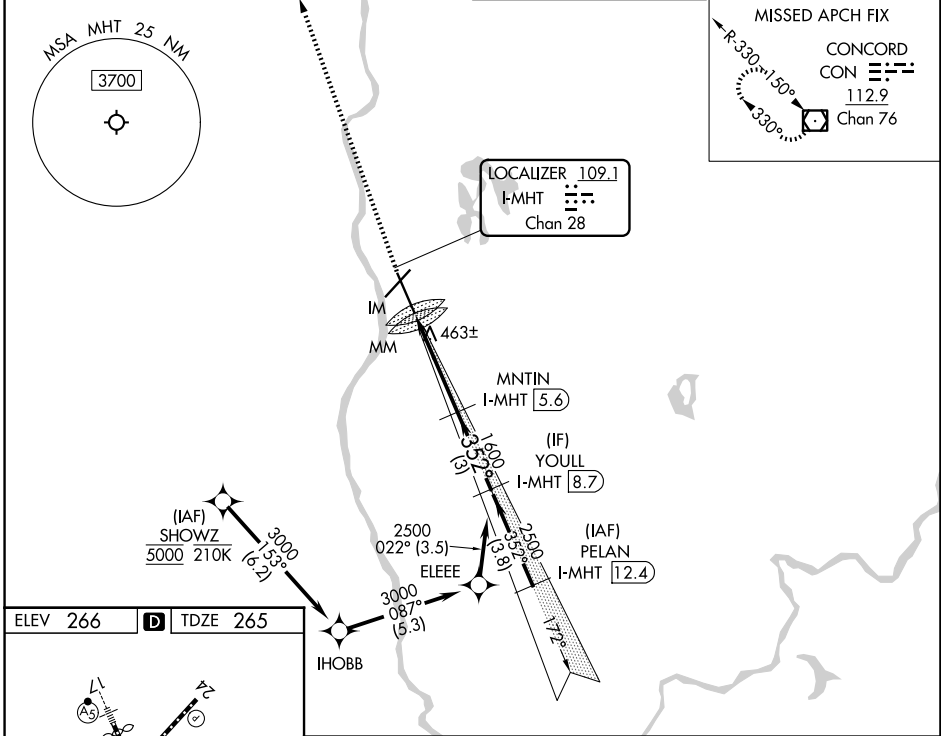 MSA MHT 25 NM
3700
MISSED APCH FIX
R-330
150°
330°
CONCORD
CON
112.9
Chan 76
LOCALIZER 109.1
I-MHT
Chan 28
IM
MM
463±
MNTIN
I-MHT 5.6
1600
352°
(3)
(IF)
YOULL
I-MHT 8.7
2500
352°
(3.8)
(IAF)
PELAN
I-MHT 12.4
172°
(IAF)
SHOWZ
5000 210K
3000
153°
(6.2)
2500
022° (3.5)
ELEEE
3000
087°
(5.3)
IHOBB
ELEV 266 D TDZE 265
17
A5
24
P